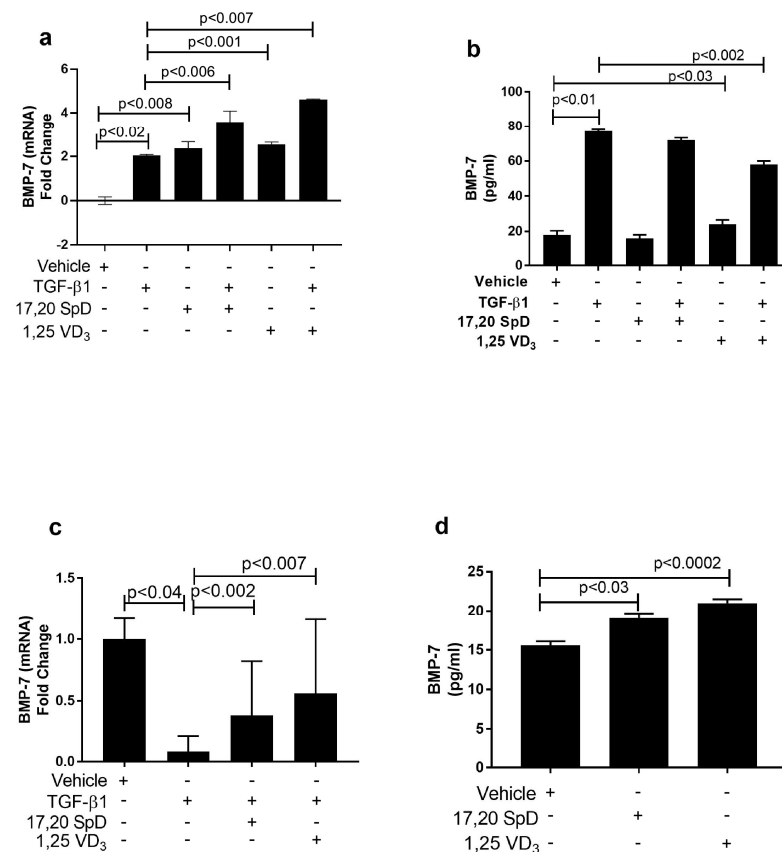 a
p<0.007
p<0.001
p<0.006
p<0.008
p<0.02
BMP-7 (mRNA)
Fold Change
6
4
2
0
-2
Vehicle + - - - - -
TGF-β1 - + - + - +
17,20 SpD - - + + - -
1,25 VD3 - - - - + +
b
p<0.002
p<0.03
p<0.01
BMP-7
(pg/ml)
100
80
60
40
20
0
Vehicle + - - - - -
TGF-β1 - + - + - +
17,20 SpD - - + + - -
1,25 VD3 - - - - + +
c
p<0.007
p<0.04 p<0.002
BMP-7 (mRNA)
Fold Change
1.5
1.0
0.5
0.0
Vehicle + - - -
TGF-β1 - + + +
17,20 SpD - - + -
1,25 VD3 - - - +
d
p<0.0002
p<0.03
BMP-7
(pg/ml)
25
20
15
10
5
0
Vehicle + - -
17,20 SpD - + -
1,25 VD3 - - +